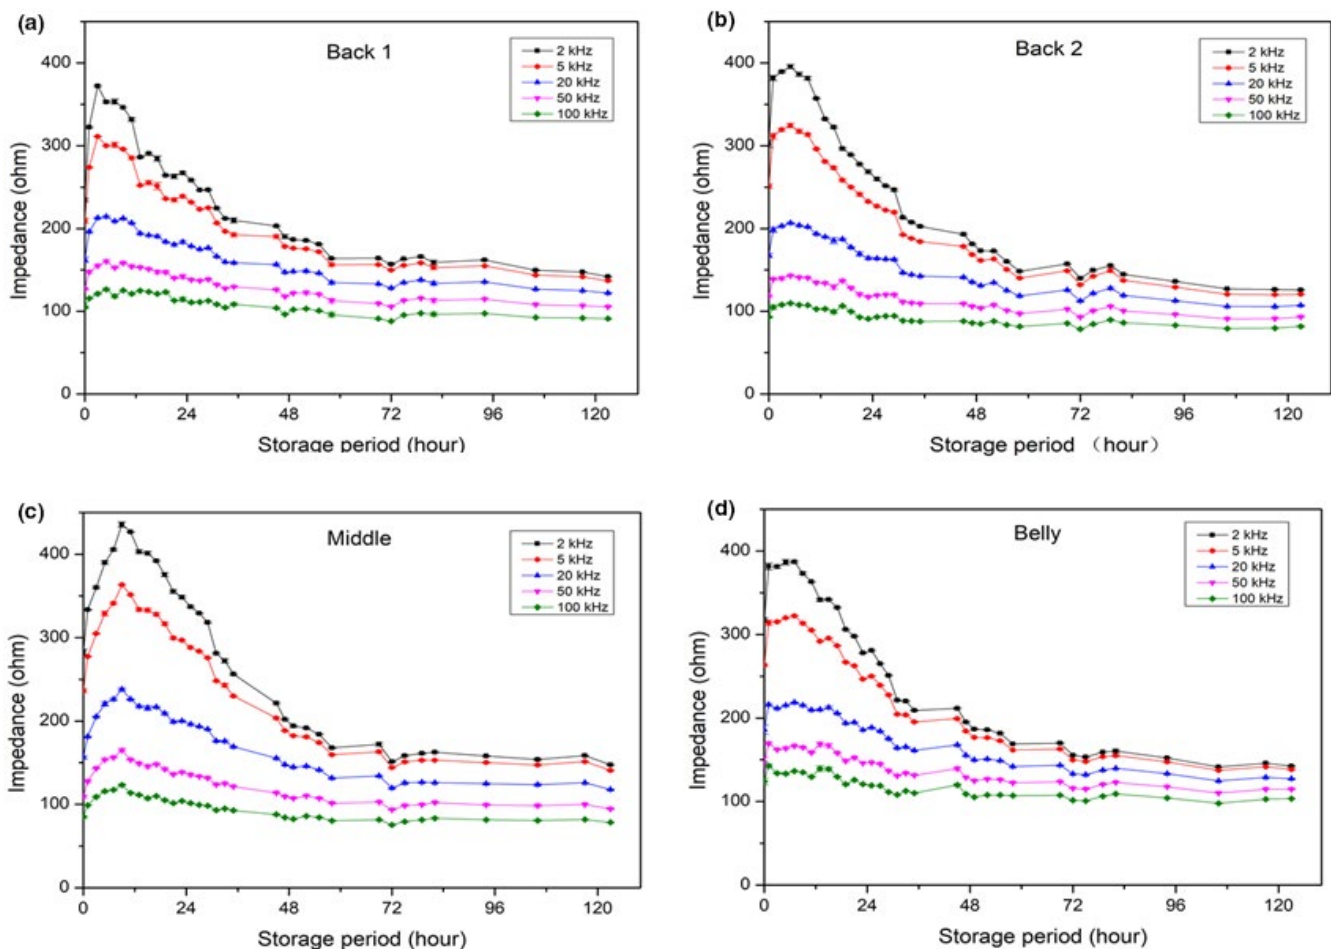 (a)
Back 1
2 kHz
5 kHz
20 kHz
50 kHz
100 kHz
400
300
200
100
0
Impedance (ohm)
0 24 48 72 96 120
Storage period (hour)
(b)
Back 2
2 kHz
5 kHz
20 kHz
50 kHz
100 kHz
400
300
200
100
0
Impedance (ohm)
0 24 48 72 96 120
Storage period （hour）
(c)
Middle
2 kHz
5 kHz
20 kHz
50 kHz
100 kHz
400
300
200
100
0
Impedance (ohm)
0 24 48 72 96 120
Storage period (hour)
(d)
Belly
2 kHz
5 kHz
20 kHz
50 kHz
100 kHz
400
300
200
100
0
Impedance (ohm)
0 24 48 72 96 120
Storage period (hour)